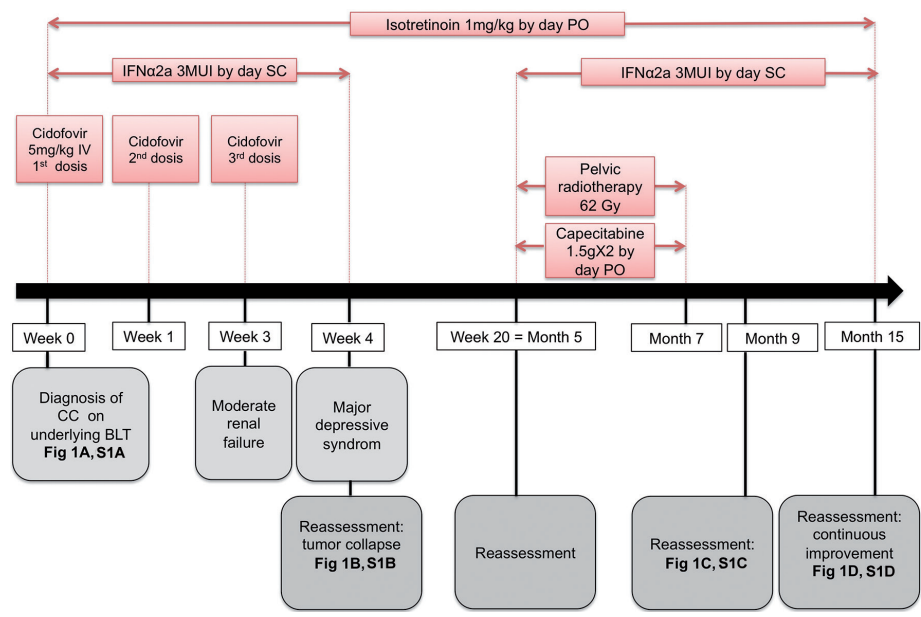 Isotretinoin 1mg/kg by day PO
IFNα2a 3MUI by day SC
IFNα2a 3MUI by day SC
Cidofovir
5mg/kg IV
1st dosis
Cidofovir
2nd dosis
Cidofovir
3rd dosis
Pelvic
radiotherapy
62 Gy
Capecitabine
1.5gX2 by
day PO
Week 0
Week 1
Week 3
Week 4
Week 20 = Month 5
Month 7
Month 9
Month 15
Diagnosis of
CC on
underlying BLT
Fig 1A, S1A
Moderate
renal
failure
Major
depressive
syndrom
Reassessment:
tumor collapse
Fig 1B, S1B
Reassessment
Reassessment:
Fig 1C, S1C
Reassessment:
continuous
improvement
Fig 1D, S1D